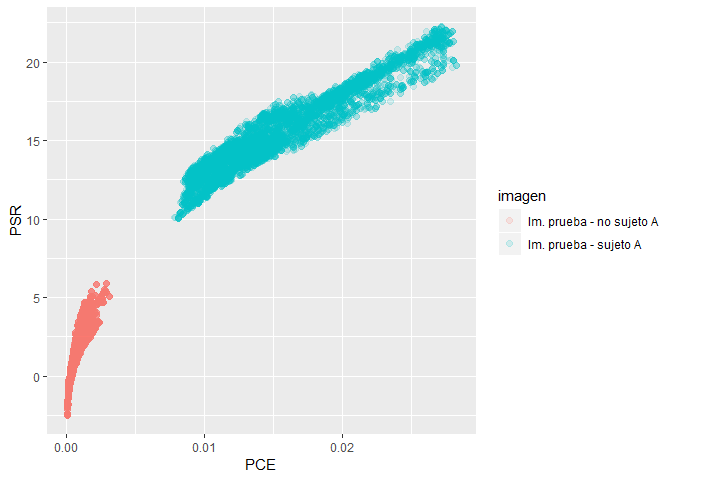 20
15
10
5
0
0.00
0.01
0.02
PCE
PSR
imagen
Im. prueba - no sujeto A
Im. prueba - sujeto A